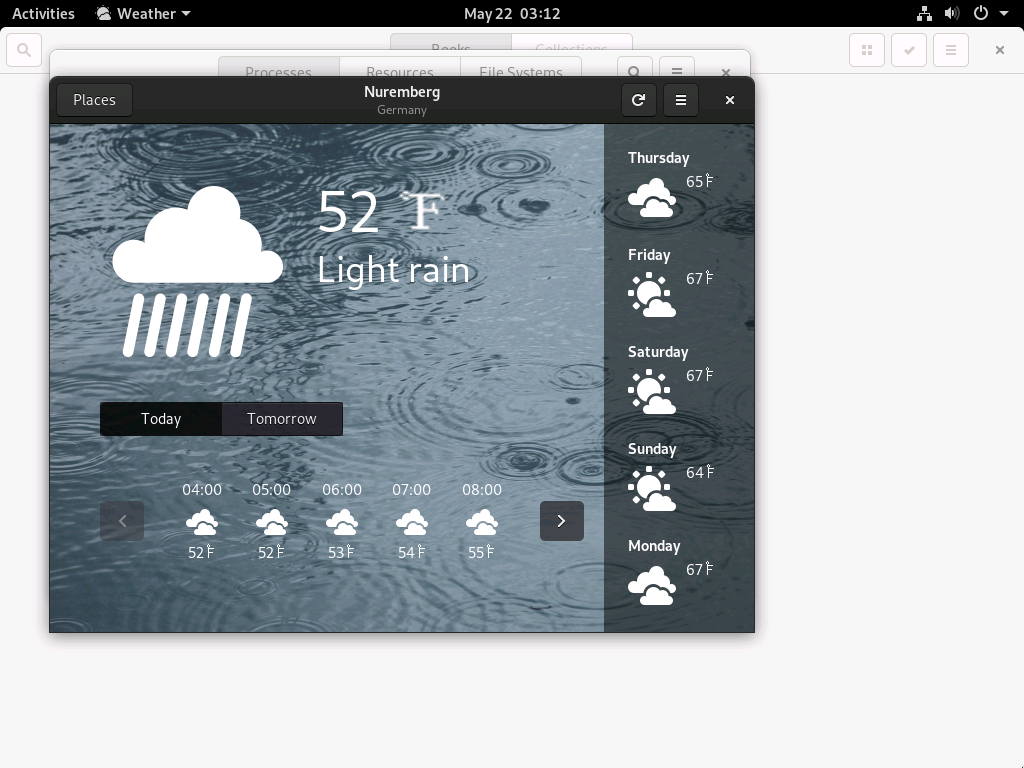 Activities Weather May 22 03:12
Books Collections
Processes Resources File Systems
Places Nuremberg
Germany
52 °F
Light rain
Today Tomorrow
04:00 05:00 06:00 07:00 08:00
52°F 52°F 53°F 54°F 55°F
Thursday
65°F
Friday
67°F
Saturday
67°F
Sunday
64°F
Monday
67°F